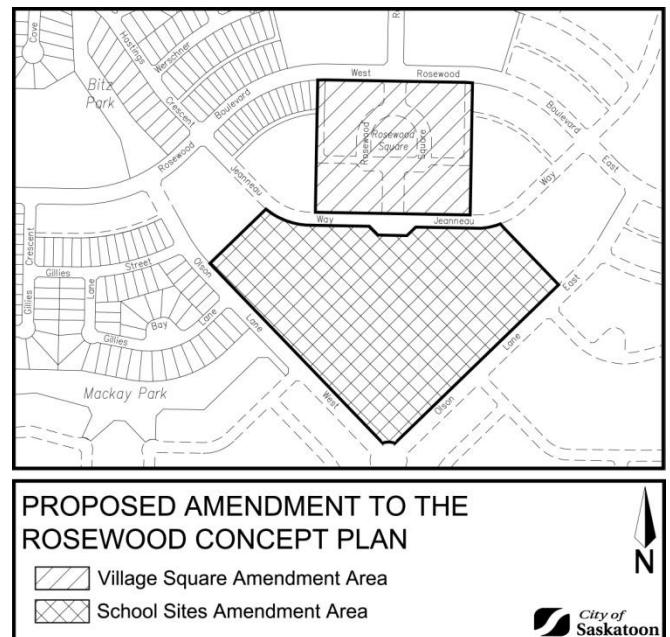 Cove
Hastings
Crescent
Werschner
Bitz
Park
Boulevard
West
Rosewood
Rosewood
Square
Rosewood
Square
Boulevard
East
Way
Rosewood
Jeanneau
Way
Jeanneau
Crescent
Gillies
Street
Gillies
Lane
Bay
Gillies
Lane
Olson
Lane
West
Olson
Lane
East
Mackay Park
PROPOSED AMENDMENT TO THE
ROSEWOOD CONCEPT PLAN
Village Square Amendment Area
School Sites Amendment Area
N
City of
Saskatoon